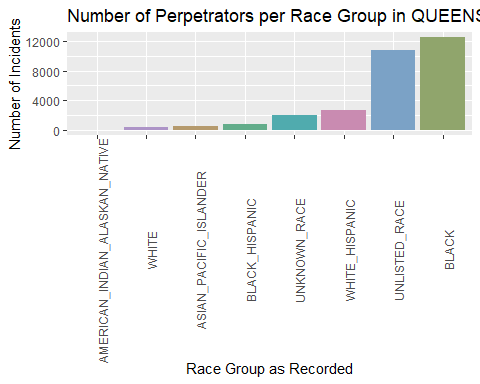 Number of Perpetrators per Race Group in QUEENS
Number of Incidents
12000
8000
4000
0
AMERICAN_INDIAN_ALASKAN_NATIVE
WHITE
ASIAN_PACIFIC_ISLANDER
BLACK_HISPANIC
UNKNOWN_RACE
WHITE_HISPANIC
UNLISTED_RACE
BLACK
Race Group as Recorded